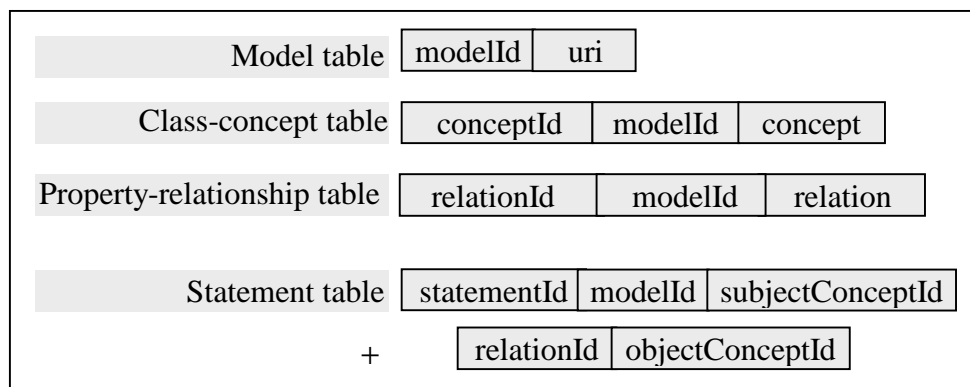 Model table modelId uri
Class-concept table conceptId modelId concept
Property-relationship table relationId modelId relation
Statement table statementId modelId subjectConceptId
+ relationId objectConceptId